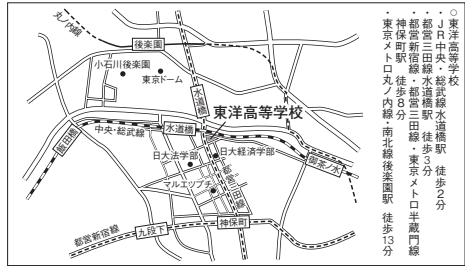 ○東洋高等学校
・JR中央・総武線水道橋駅 徒歩2分
・都営三田線水道橋駅 徒歩3分
・都営新宿線・都営三田線・東京メトロ半蔵門線
神保町駅 徒歩8分
・東京メトロ丸ノ内線・南北線後楽園駅 徒歩13分
丸ノ内線
後楽園
小石川後楽園
東京ドーム
水道橋
東洋高等学校
水道橋
中央・総武線
飯田橋
御茶ノ水
日大法学部
日大経済学部
マルエツプチ
都営三田線
神保町
九段下
都営新宿線